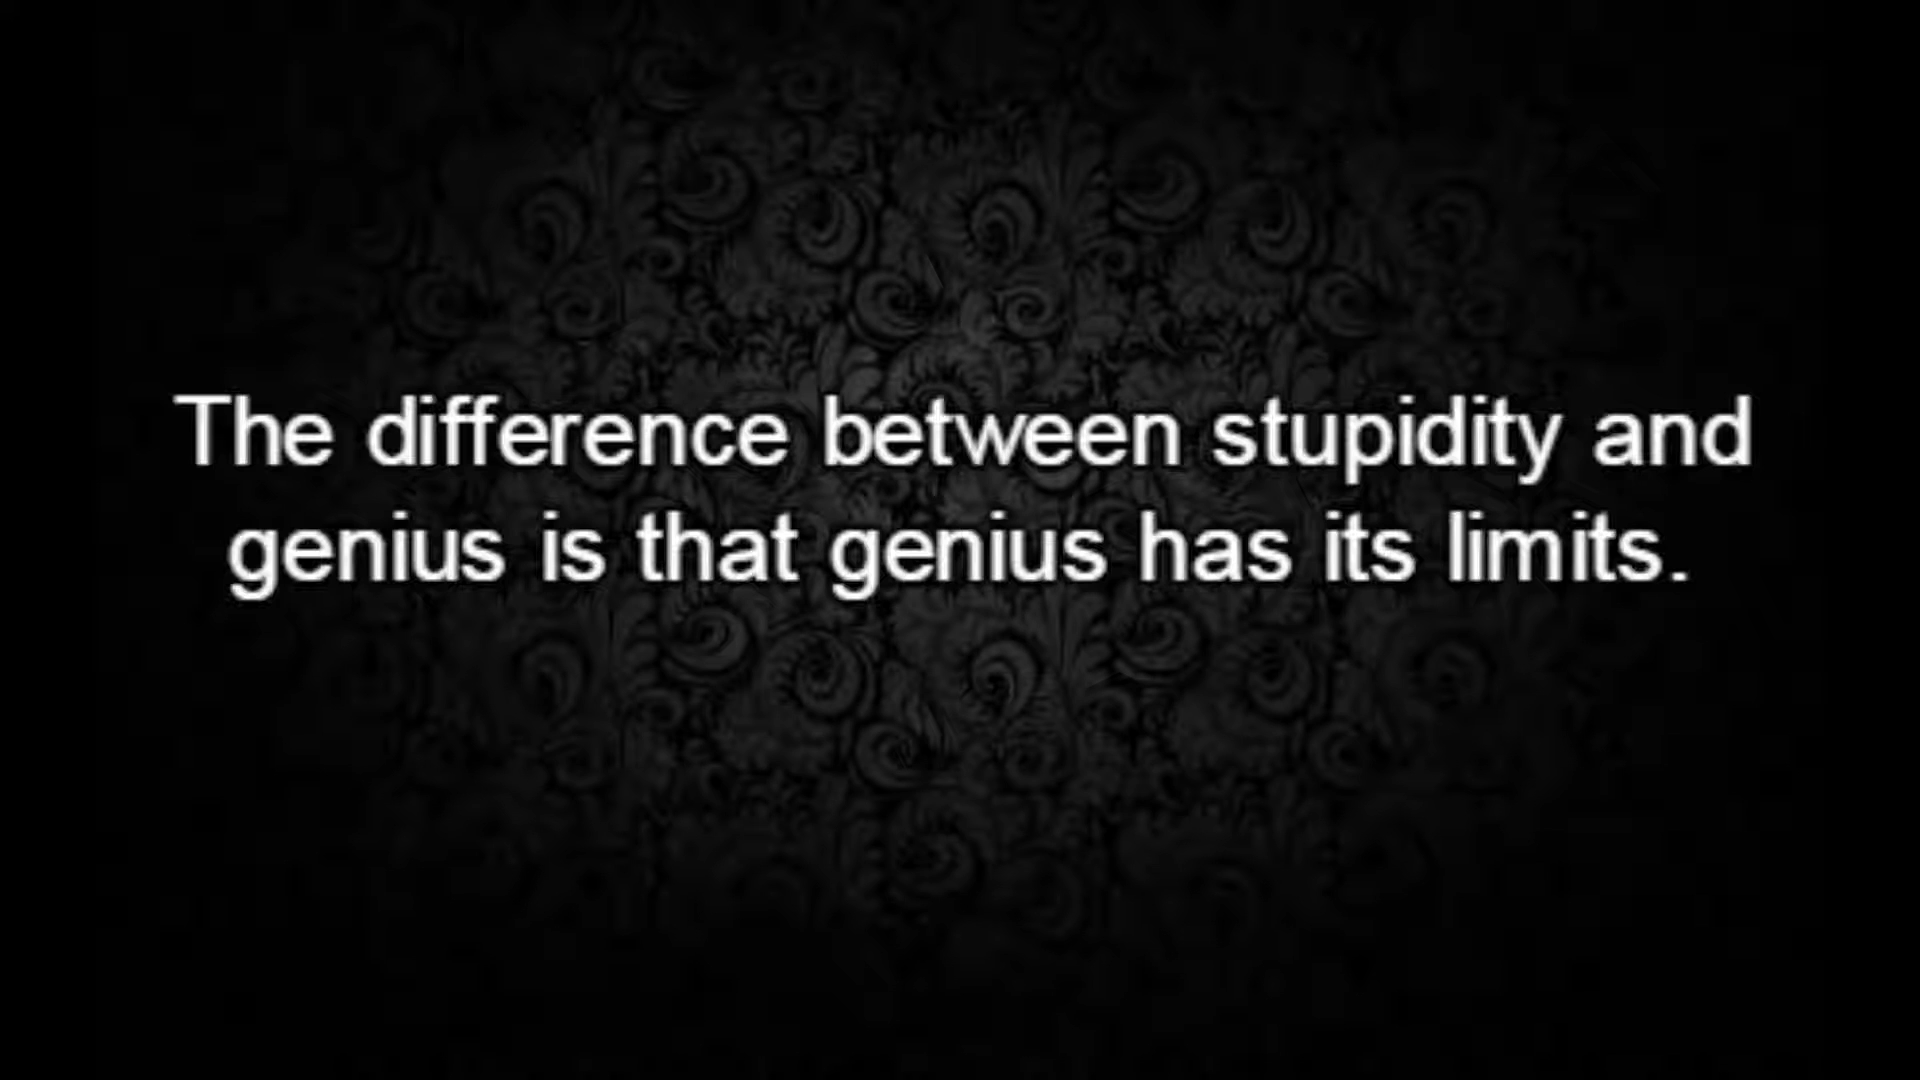 The difference between stupidity and
genius is that genius has its limits.